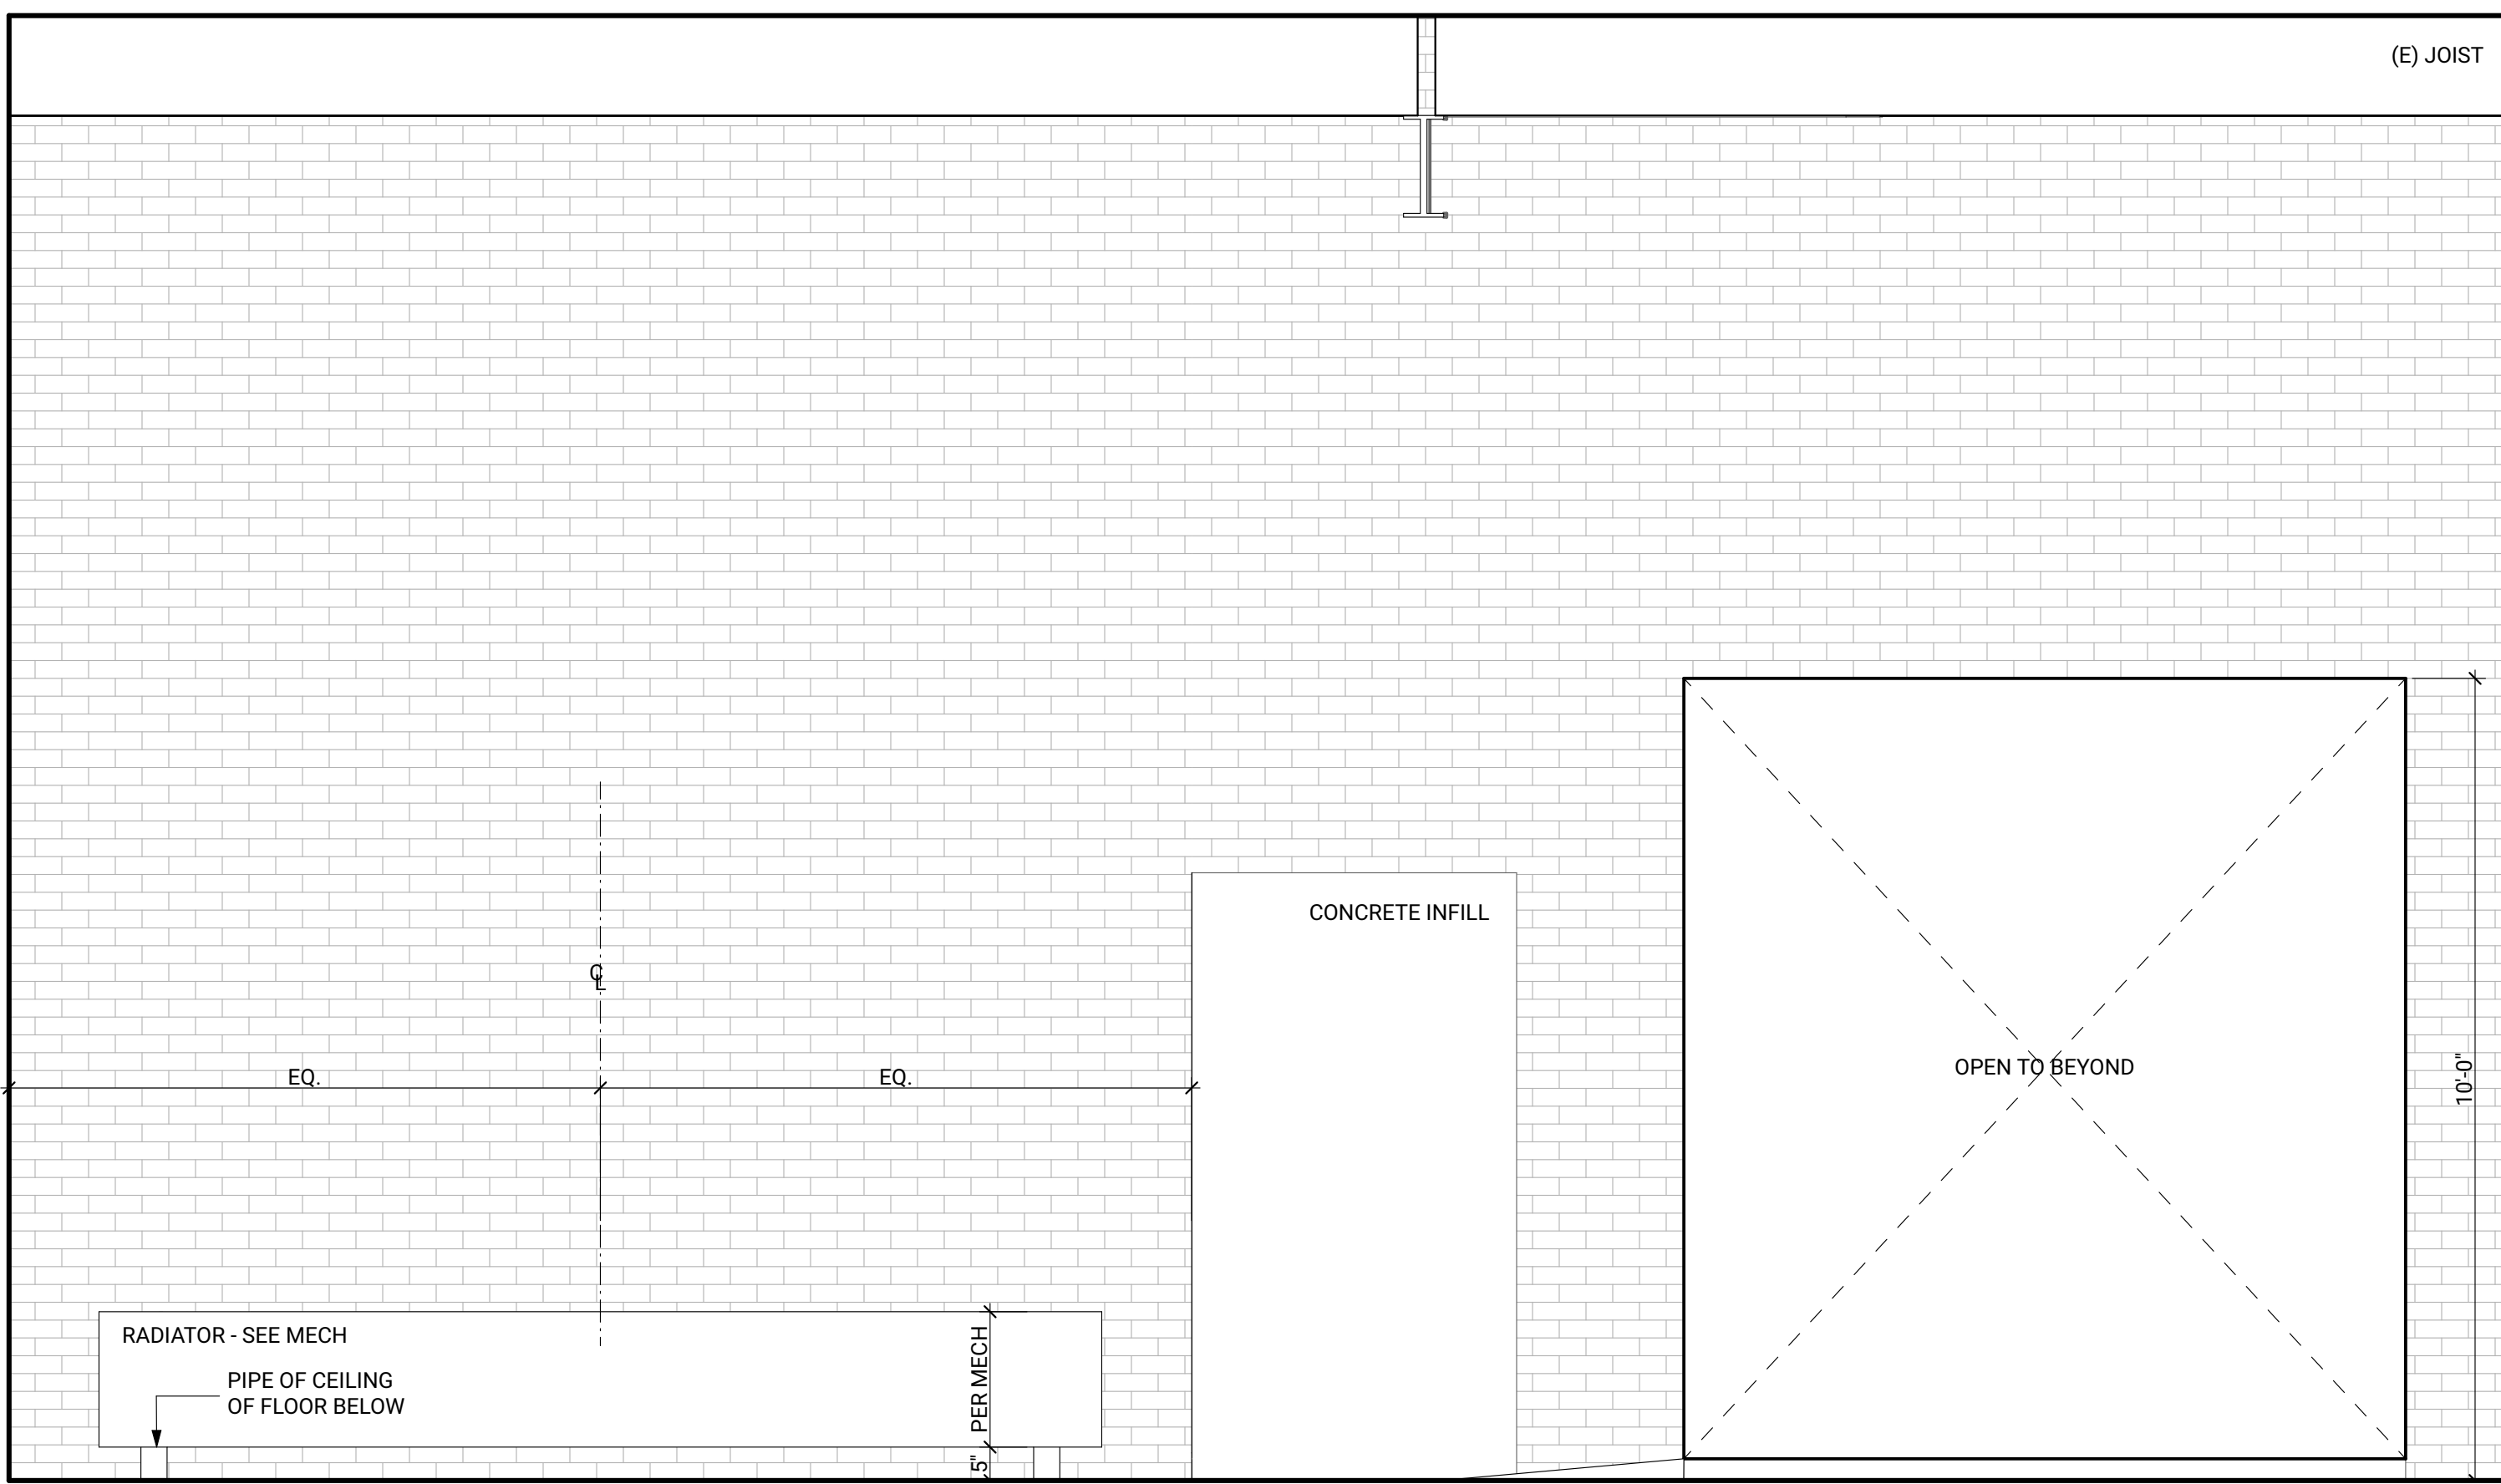 (E) JOIST
CONCRETE INFILL
℄
OPEN TO BEYOND
EQ.
EQ.
10'-0"
RADIATOR - SEE MECH
PER MECH
PIPE OF CEILING
OF FLOOR BELOW
5"